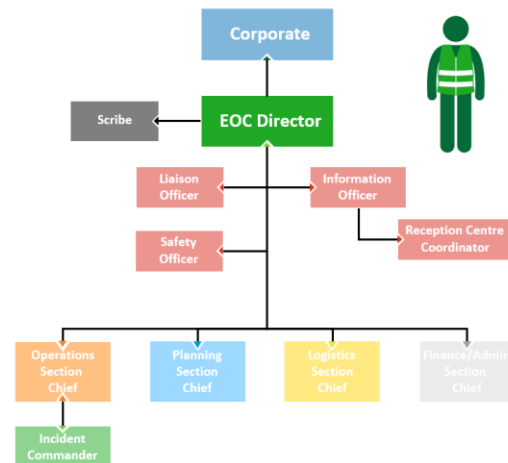 Corporate
Scribe
EOC Director
Liaison
Officer
Information
Officer
Safety
Officer
Reception Centre
Coordinator
Operations
Section
Chief
Planning
Section
Chief
Logistics
Section
Chief
Finance/Admin
Section
Chief
Incident
Commander